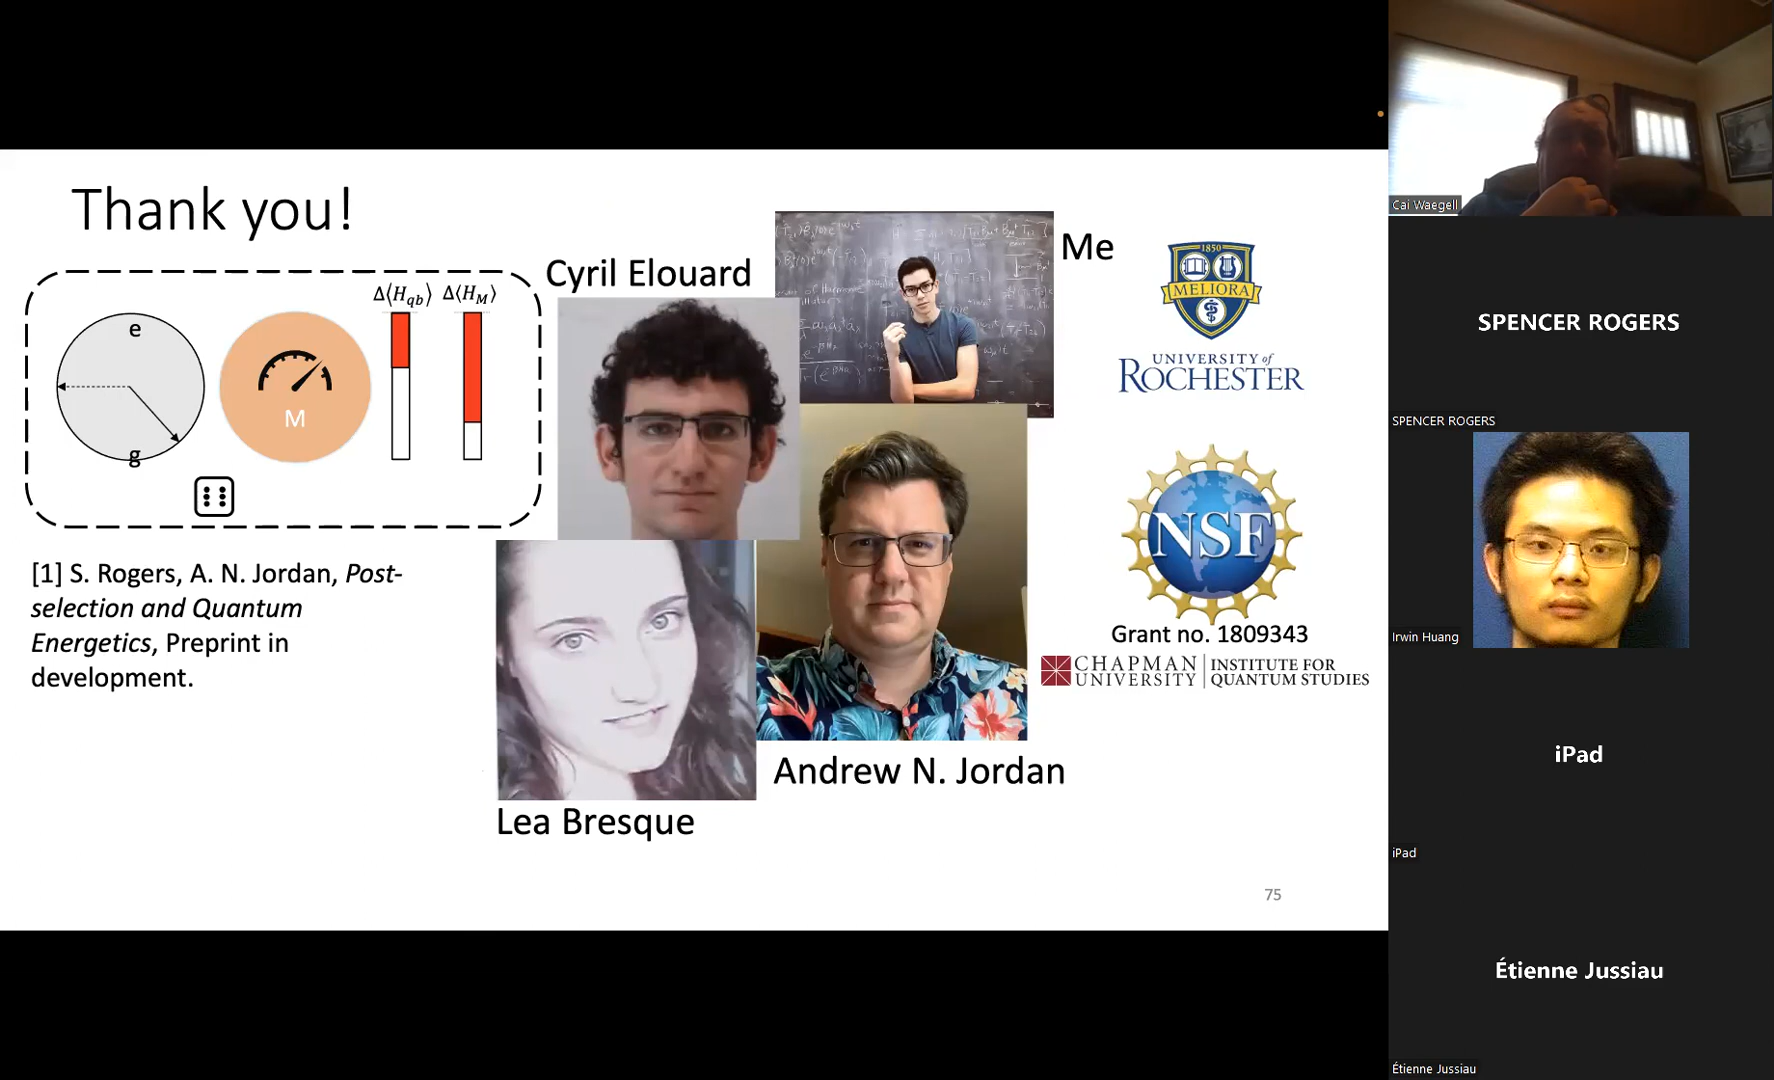 Thank you!
Δ⟨H_qb⟩ Δ⟨H_M⟩
e
M
g
[1] S. Rogers, A. N. Jordan, Post-
selection and Quantum
Energetics, Preprint in
development.
Cyril Elouard
Me
Lea Bresque
Andrew N. Jordan
1850
MELIORA
UNIVERSITY of
ROCHESTER
NSF
Grant no. 1809343
CHAPMAN
UNIVERSITY
INSTITUTE FOR
QUANTUM STUDIES
75
Cai Waegell
SPENCER ROGERS
SPENCER ROGERS
Irwin Huang
iPad
iPad
Étienne Jussiau
Étienne Jussiau